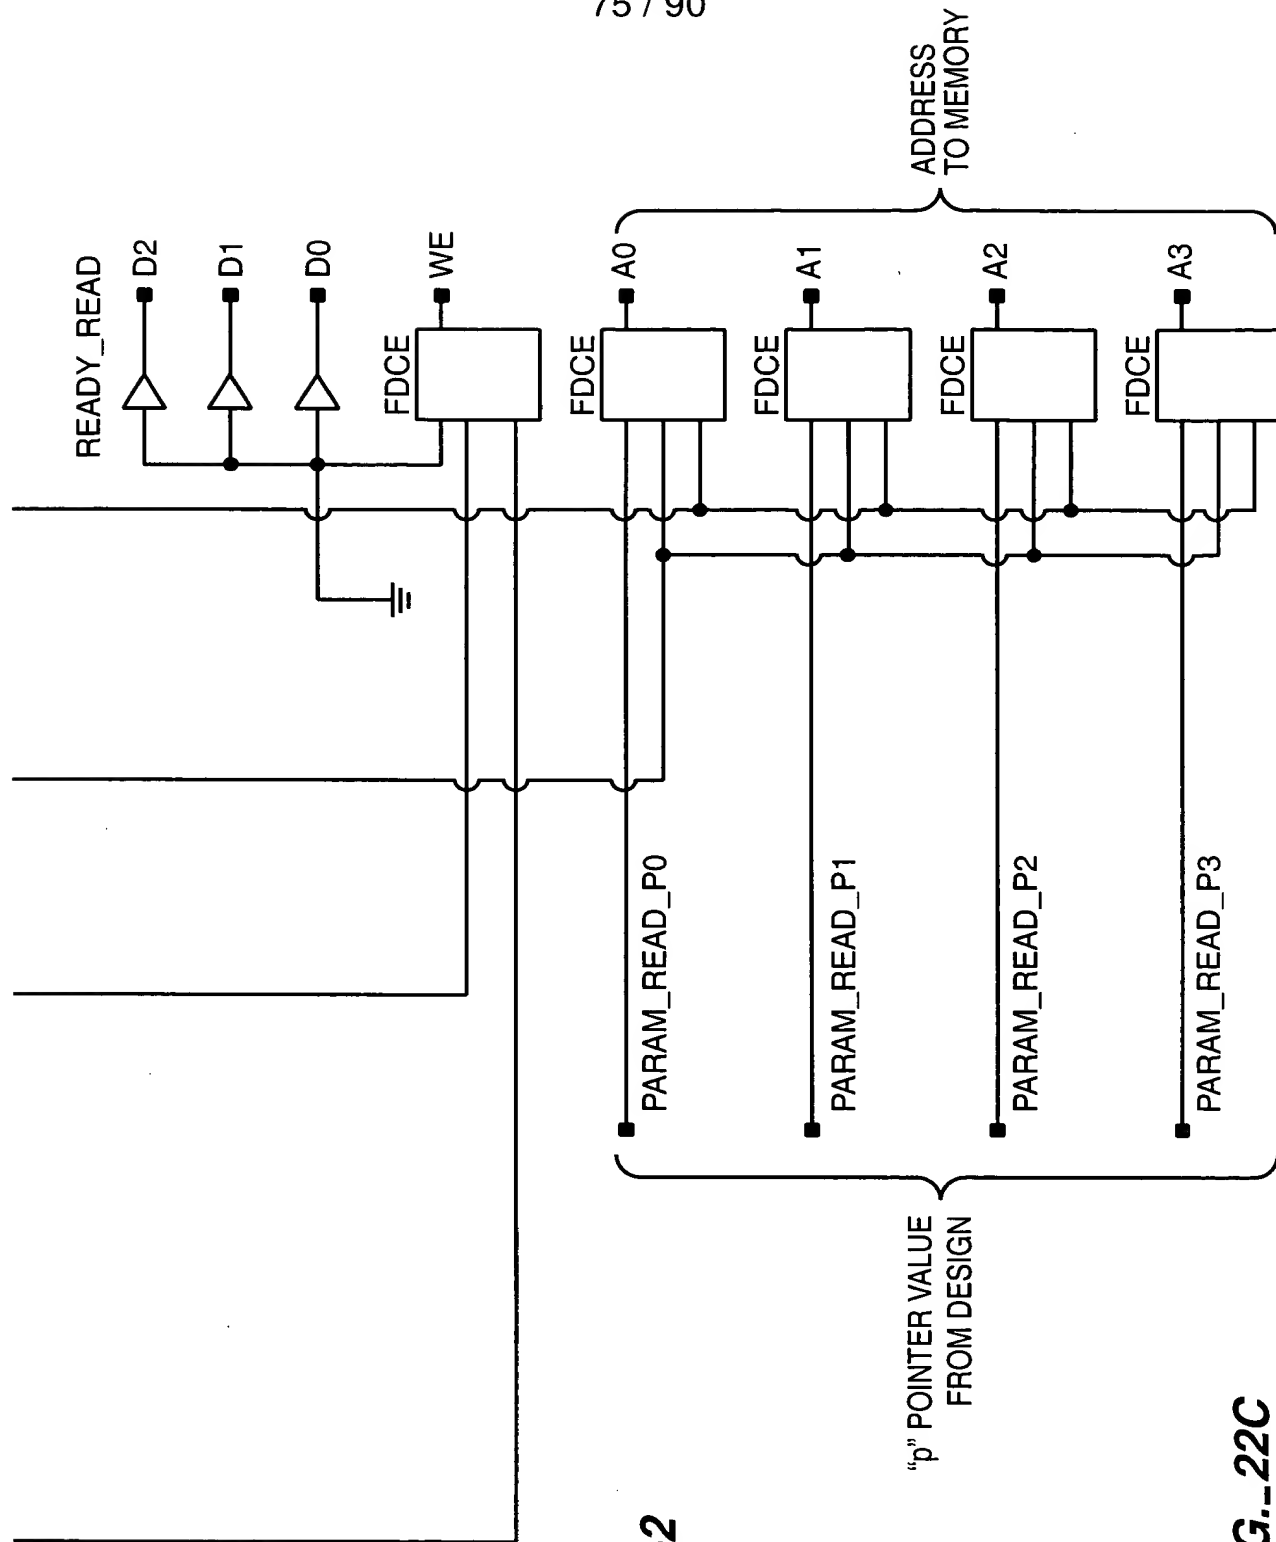 75 / 90
READY_READ
D2
D1
D0
FDCE
WE
FDCE
A0
FDCE
A1
FDCE
A2
FDCE
A3
ADDRESS
TO MEMORY
PARAM_READ_P0
PARAM_READ_P1
PARAM_READ_P2
PARAM_READ_P3
“p” POINTER VALUE
FROM DESIGN
2
G._22C